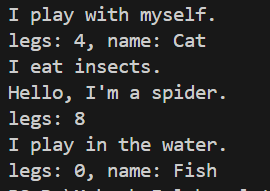 I play with myself.
legs: 4, name: Cat
I eat insects.
Hello, I'm a spider.
legs: 8
I play in the water.
legs: 0, name: Fish